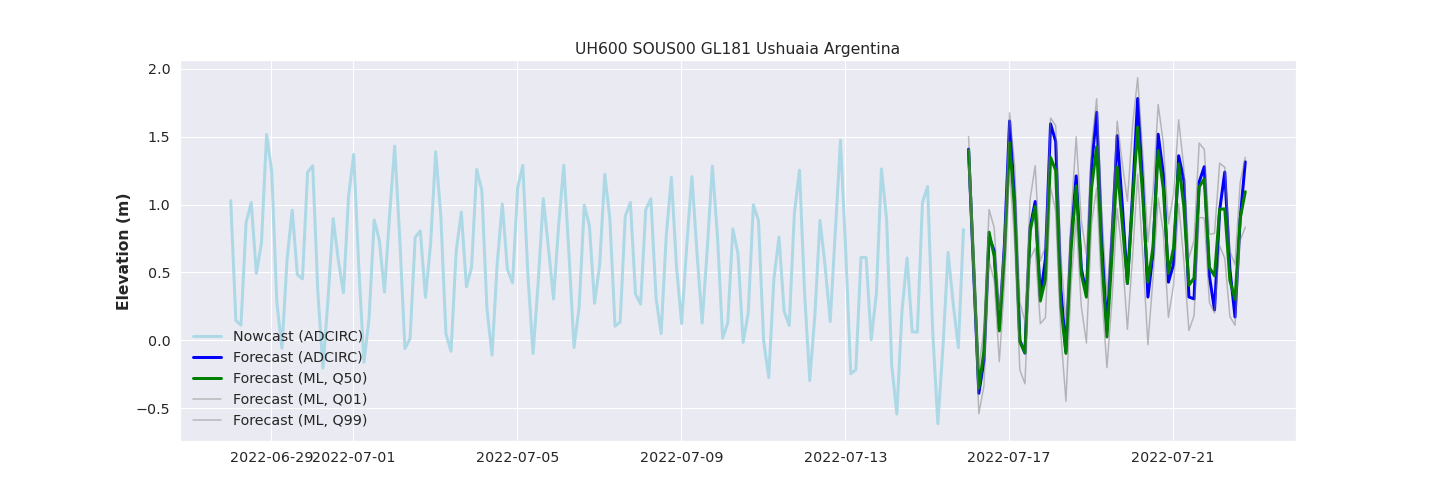 UH600 SOUS00 GL181 Ushuaia Argentina
2.0
1.5
1.0
0.5
0.0
−0.5
Elevation (m)
Nowcast (ADCIRC)
Forecast (ADCIRC)
Forecast (ML, Q50)
Forecast (ML, Q01)
Forecast (ML, Q99)
2022-06-29 2022-07-01 2022-07-05 2022-07-09 2022-07-13 2022-07-17 2022-07-21